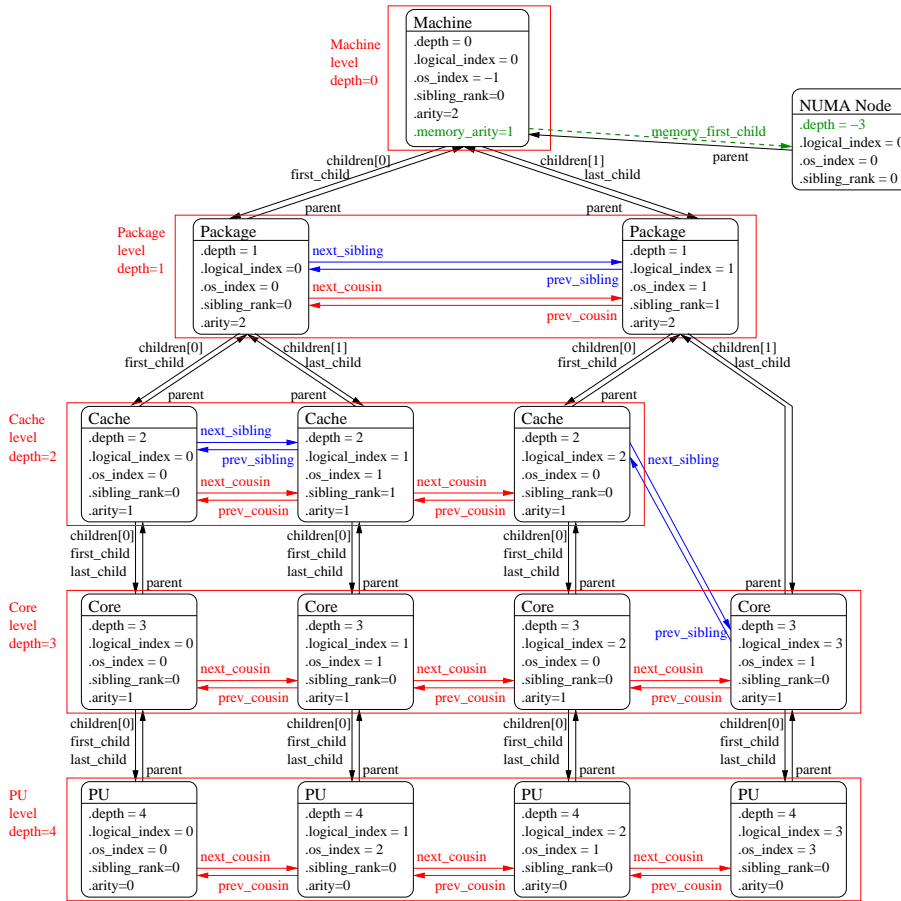 Machine
level
depth=0
Machine
.depth = 0
.logical_index = 0
.os_index = −1
.sibling_rank=0
.arity=2
.memory_arity=1
NUMA Node
.depth = −3
.logical_index = 0
.os_index = 0
.sibling_rank = 0
memory_first_child
parent
children[0]
first_child
children[1]
last_child
parent
parent
Package
level
depth=1
Package
.depth = 1
.logical_index =0
.os_index = 0
.sibling_rank=0
.arity=2
next_sibling
prev_sibling
next_cousin
prev_cousin
Package
.depth = 1
.logical_index = 1
.os_index = 1
.sibling_rank=1
.arity=2
children[0]
first_child
children[1]
last_child
parent
parent
children[0]
first_child
children[1]
last_child
parent
Cache
level
depth=2
Cache
.depth = 2
.logical_index = 0
.os_index = 0
.sibling_rank=0
.arity=1
next_sibling
prev_sibling
next_cousin
prev_cousin
Cache
.depth = 2
.logical_index = 1
.os_index = 1
.sibling_rank=1
.arity=1
next_cousin
prev_cousin
Cache
.depth = 2
.logical_index = 2
.os_index = 0
.sibling_rank=0
.arity=1
next_sibling
prev_sibling
children[0]
first_child
last_child
parent
children[0]
first_child
last_child
parent
children[0]
first_child
last_child
parent
parent
Core
level
depth=3
Core
.depth = 3
.logical_index = 0
.os_index = 0
.sibling_rank=0
.arity=1
next_cousin
prev_cousin
Core
.depth = 3
.logical_index = 1
.os_index = 1
.sibling_rank=0
.arity=1
next_cousin
prev_cousin
Core
.depth = 3
.logical_index = 2
.os_index = 0
.sibling_rank=0
.arity=1
next_cousin
prev_cousin
Core
.depth = 3
.logical_index = 3
.os_index = 1
.sibling_rank=0
.arity=1
children[0]
first_child
last_child
parent
children[0]
first_child
last_child
parent
children[0]
first_child
last_child
parent
children[0]
first_child
last_child
parent
PU
level
depth=4
PU
.depth = 4
.logical_index = 0
.os_index = 0
.sibling_rank=0
.arity=0
next_cousin
prev_cousin
PU
.depth = 4
.logical_index = 1
.os_index = 2
.sibling_rank=0
.arity=0
next_cousin
prev_cousin
PU
.depth = 4
.logical_index = 2
.os_index = 1
.sibling_rank=0
.arity=0
next_cousin
prev_cousin
PU
.depth = 4
.logical_index = 3
.os_index = 3
.sibling_rank=0
.arity=0